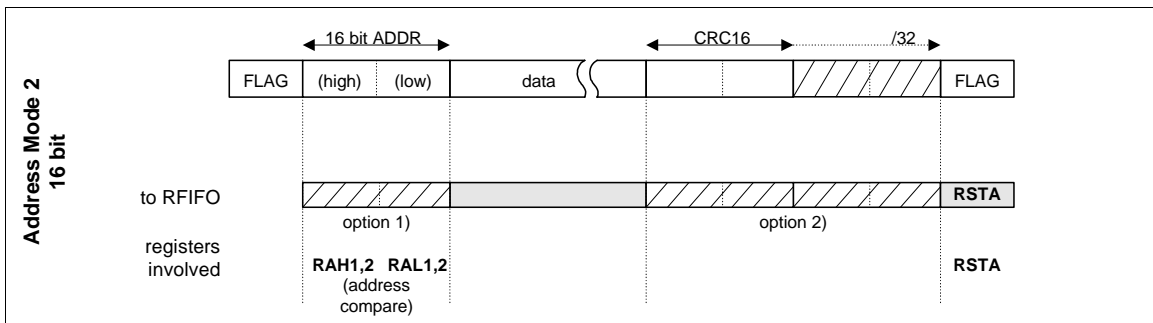 Address Mode 2
16 bit
16 bit ADDR CRC16 /32
FLAG (high) (low) data FLAG
to RFIFO RSTA
option 1) option 2)
registers
involved RAH1,2 RAL1,2 RSTA
(address
compare)